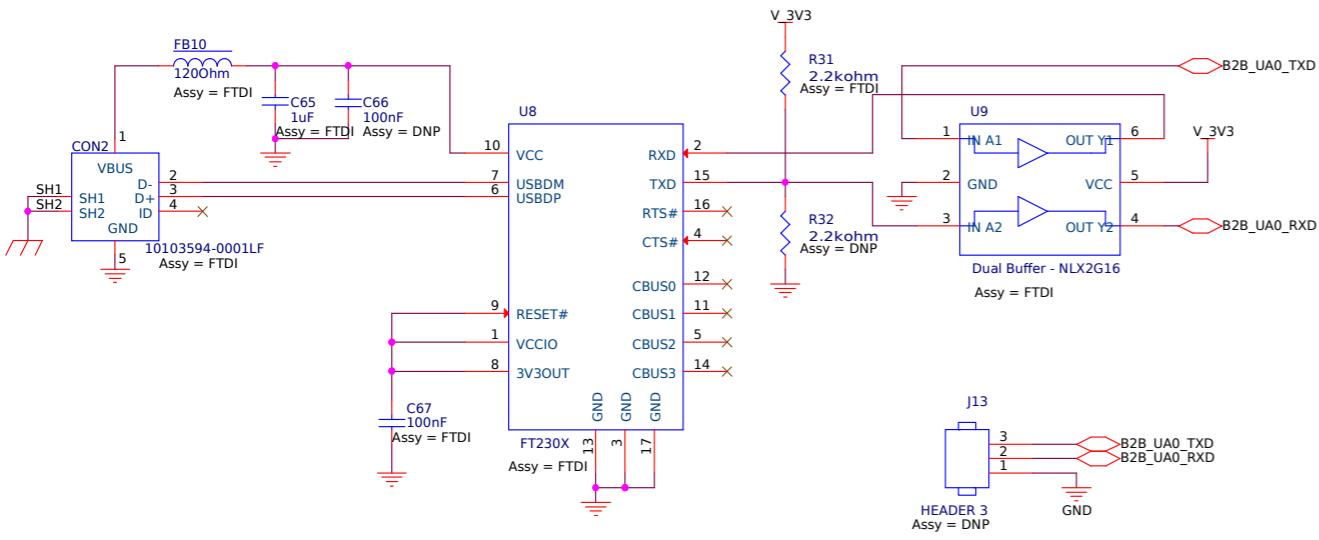 V_3V3
FB10
120Ohm
Assy = FTDI
R31
2.2kohm
Assy = FTDI
B2B_UA0_TXD
C65
1uF
Assy = FTDI
C66
100nF
Assy = DNP
U8
U9
1
IN A1
OUT Y1
6
V_3V3
CON2
1
VBUS
D-
2
D+
3
ID
4
SH1
SH2
SH1
SH2
GND
5
10103594-0001LF
Assy = FTDI
10
VCC
7
USBDM
6
USBDP
RXD
2
TXD
15
RTS#
16
CTS#
4
CBUS0
12
CBUS1
11
CBUS2
5
CBUS3
14
9
RESET#
1
VCCIO
8
3V3OUT
GND
GND
GND
13
3
17
FT230X
Assy = FTDI
R32
2.2kohm
Assy = DNP
2
GND
VCC
5
3
IN A2
OUT Y2
4
B2B_UA0_RXD
Dual Buffer - NLX2G16
Assy = FTDI
C67
100nF
Assy = FTDI
J13
3
B2B_UA0_TXD
2
B2B_UA0_RXD
1
GND
HEADER 3
Assy = DNP